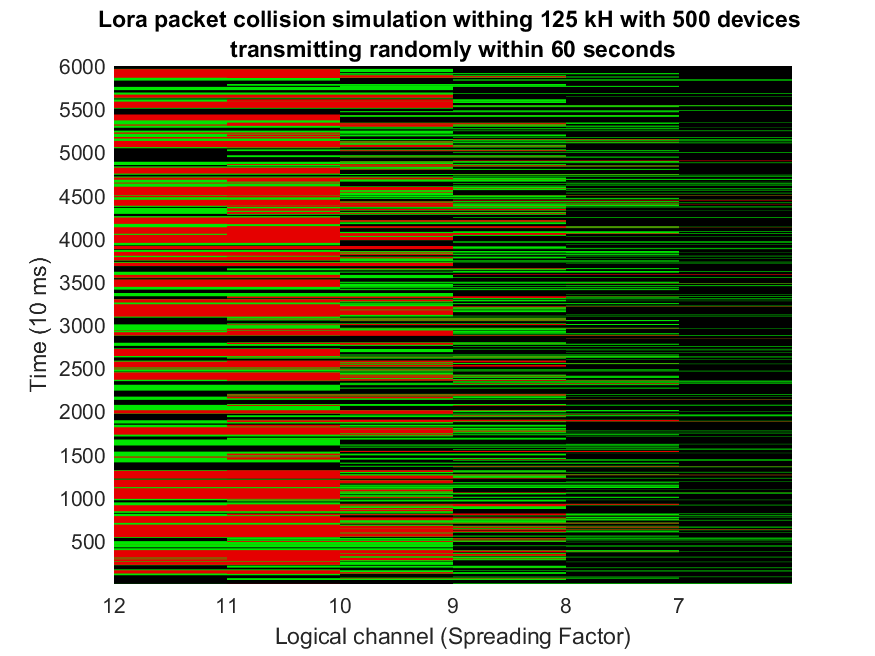 Lora packet collision simulation withing 125 kH with 500 devices
transmitting randomly within 60 seconds
6000
5500
5000
4500
4000
3500
3000
2500
2000
1500
1000
500
Time (10 ms)
12 11 10 9 8 7
Logical channel (Spreading Factor)